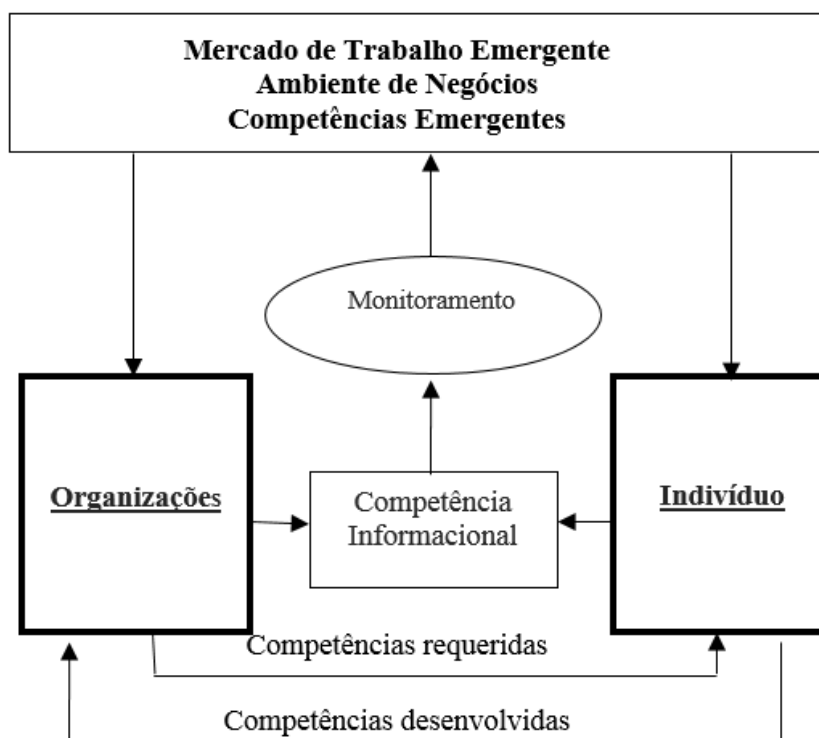 Mercado de Trabalho Emergente
Ambiente de Negócios
Competências Emergentes
Monitoramento
Organizações
Competência
Informacional
Indivíduo
Competências requeridas
Competências desenvolvidas